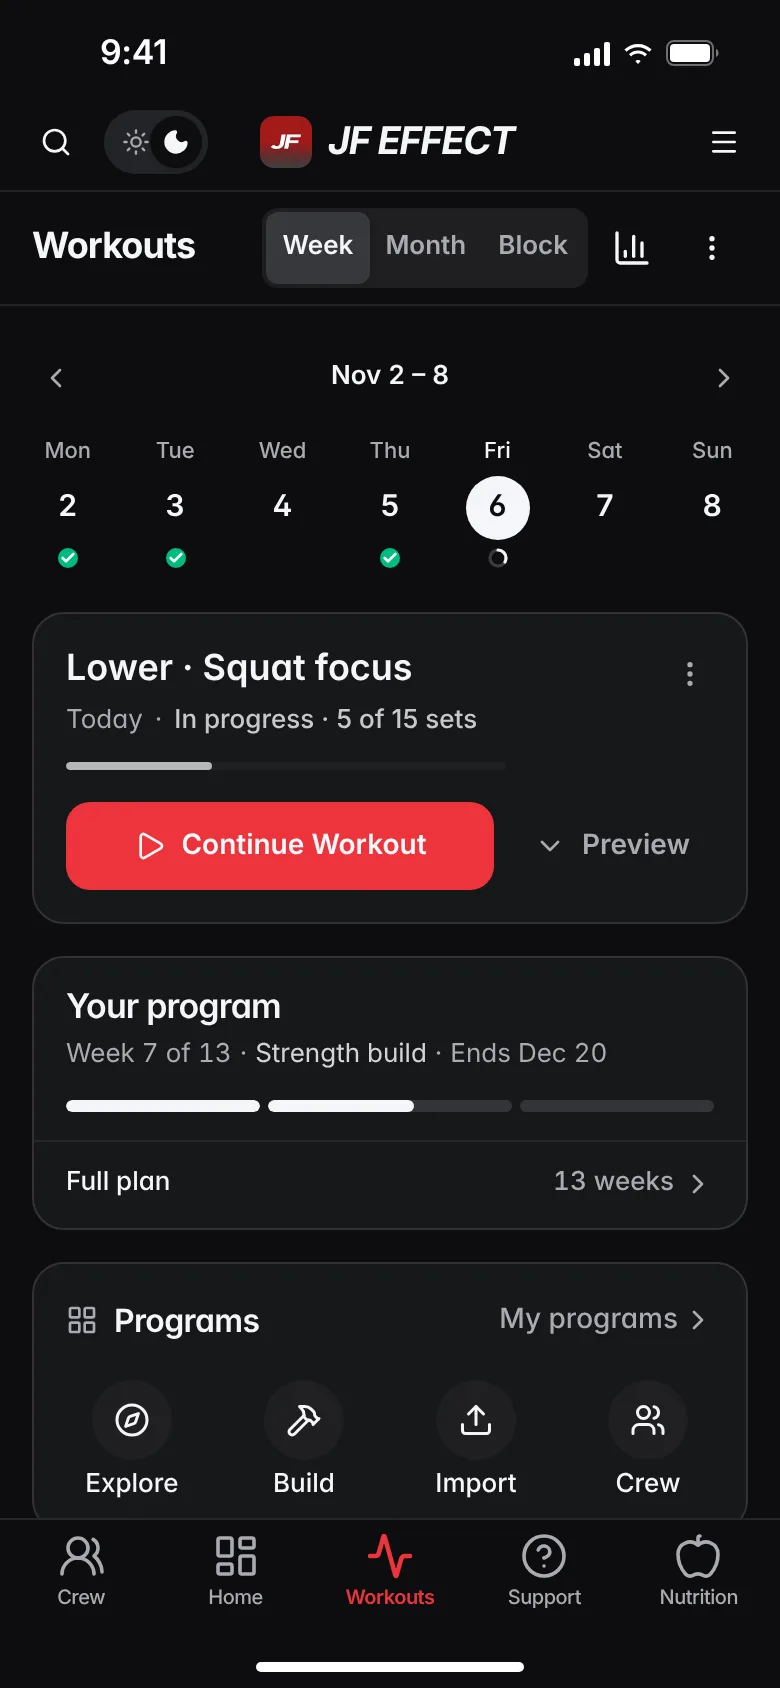 9:41
JF JF EFFECT
Workouts Week Month Block
Nov 2 – 8
Mon Tue Wed Thu Fri Sat Sun
2 3 4 5 6 7 8
Lower · Squat focus
Today · In progress · 5 of 15 sets
Continue Workout Preview
Your program
Week 7 of 13 · Strength build · Ends Dec 20
Full plan 13 weeks
Programs My programs
Explore Build Import Crew
Crew Home Workouts Support Nutrition